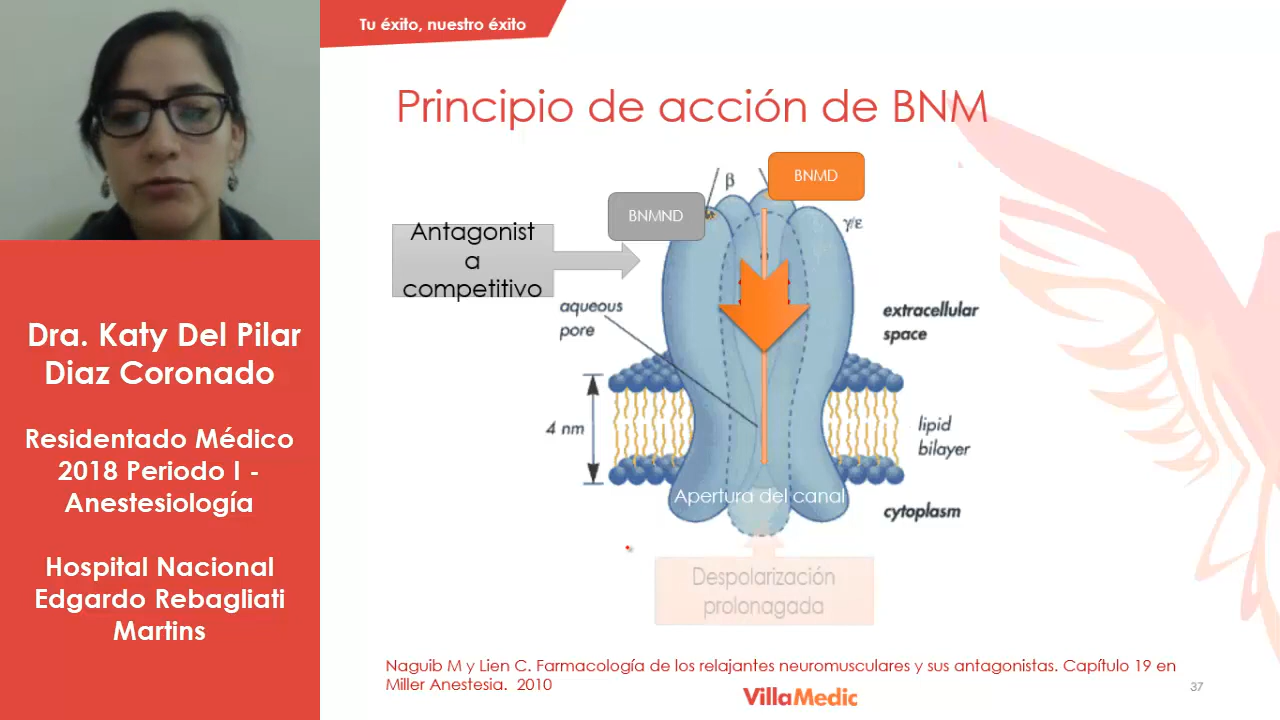 Tu éxito, nuestro éxito
Principio de acción de BNM
BNMD
β
BNMND
γ/ε
Antagonist
a
competitivo
aqueous
pore
extracellular
space
4 nm
lipid
bilayer
Apertura del canal
cytoplasm
Despolarización
prolonagada
Dra. Katy Del Pilar
Diaz Coronado
Residentado Médico
2018 Periodo I -
Anestesiología
Hospital Nacional
Edgardo Rebagliati
Martins
Naguib M y Lien C. Farmacología de los relajantes neuromusculares y sus antagonistas. Capítulo 19 en
Miller Anestesia. 2010
VillaMedic
37